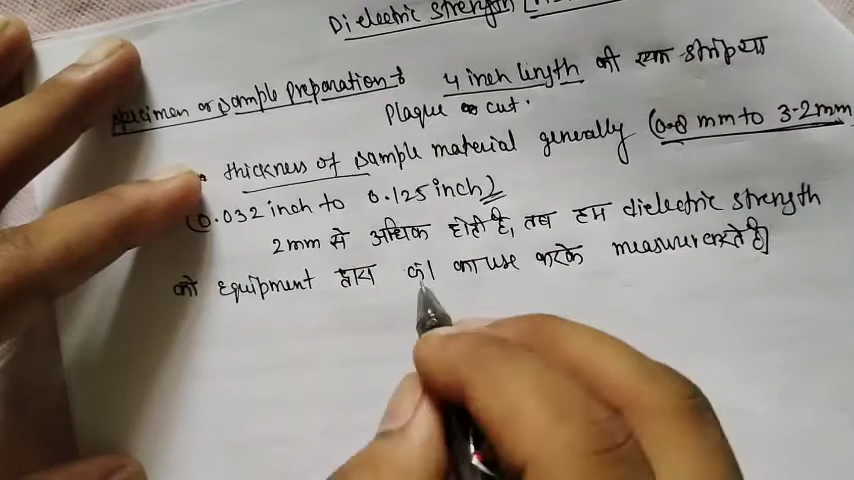 Dielectric strength
specimen or sample preparation 4 inch length की एक strip या
Plaque cut.
thickness of sample material generally (0.8 mm to 3.2 mm
(0.032 inch to 0.125 inch)
2mm से अधिक होती है, तब हम dielectric strength
को equipment द्वारा का use करके measure करते है